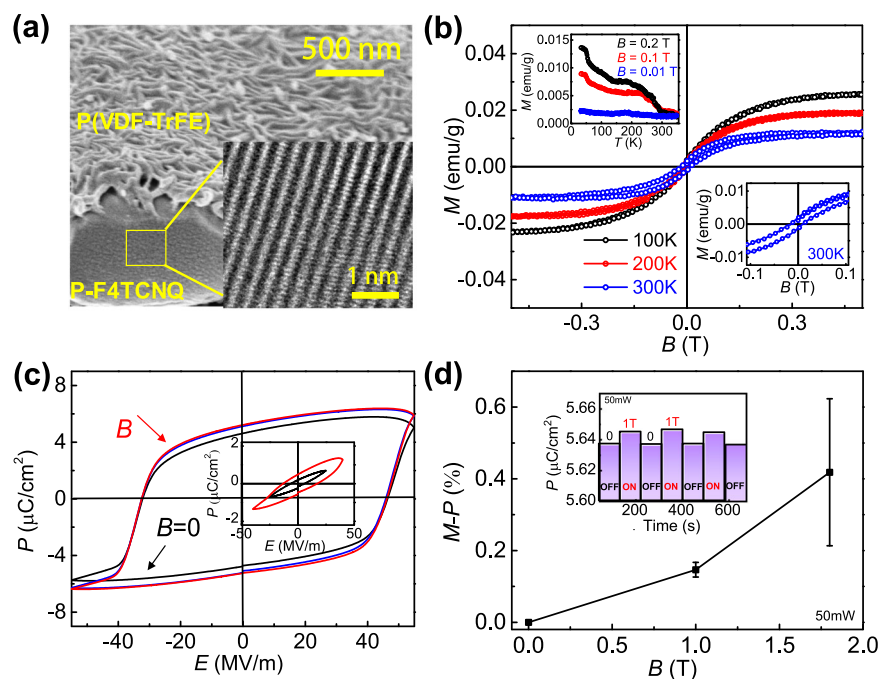 (a)
500 nm
P(VDF-TrFE)
P-F4TCNQ
1 nm
(b)
M (emu/g)
0.04
0.02
0.00
-0.02
-0.04
-0.3
0.0
0.3
B (T)
100K
200K
300K
M (emu/g)
0.015
0.010
0.005
0.000
B = 0.2 T
B = 0.1 T
B = 0.01 T
0
100
200
300
T (K)
M (emu/g)
0.01
0.00
-0.01
-0.1
0.0
0.1
B (T)
300K
(c)
P (μC/cm²)
8
4
0
-4
-8
-40
-20
0
20
40
E (MV/m)
B
B=0
P (μC/cm²)
2
1
0
-1
-2
-50
0
50
E (MV/m)
(d)
M-P (%)
0.6
0.4
0.2
0.0
0.0
0.5
1.0
1.5
2.0
B (T)
50mW
50mW
P (μC/cm²)
5.66
5.64
5.62
5.60
0
1T
0
1T
OFF
ON
OFF
ON
OFF
ON
OFF
200
400
600
Time (s)